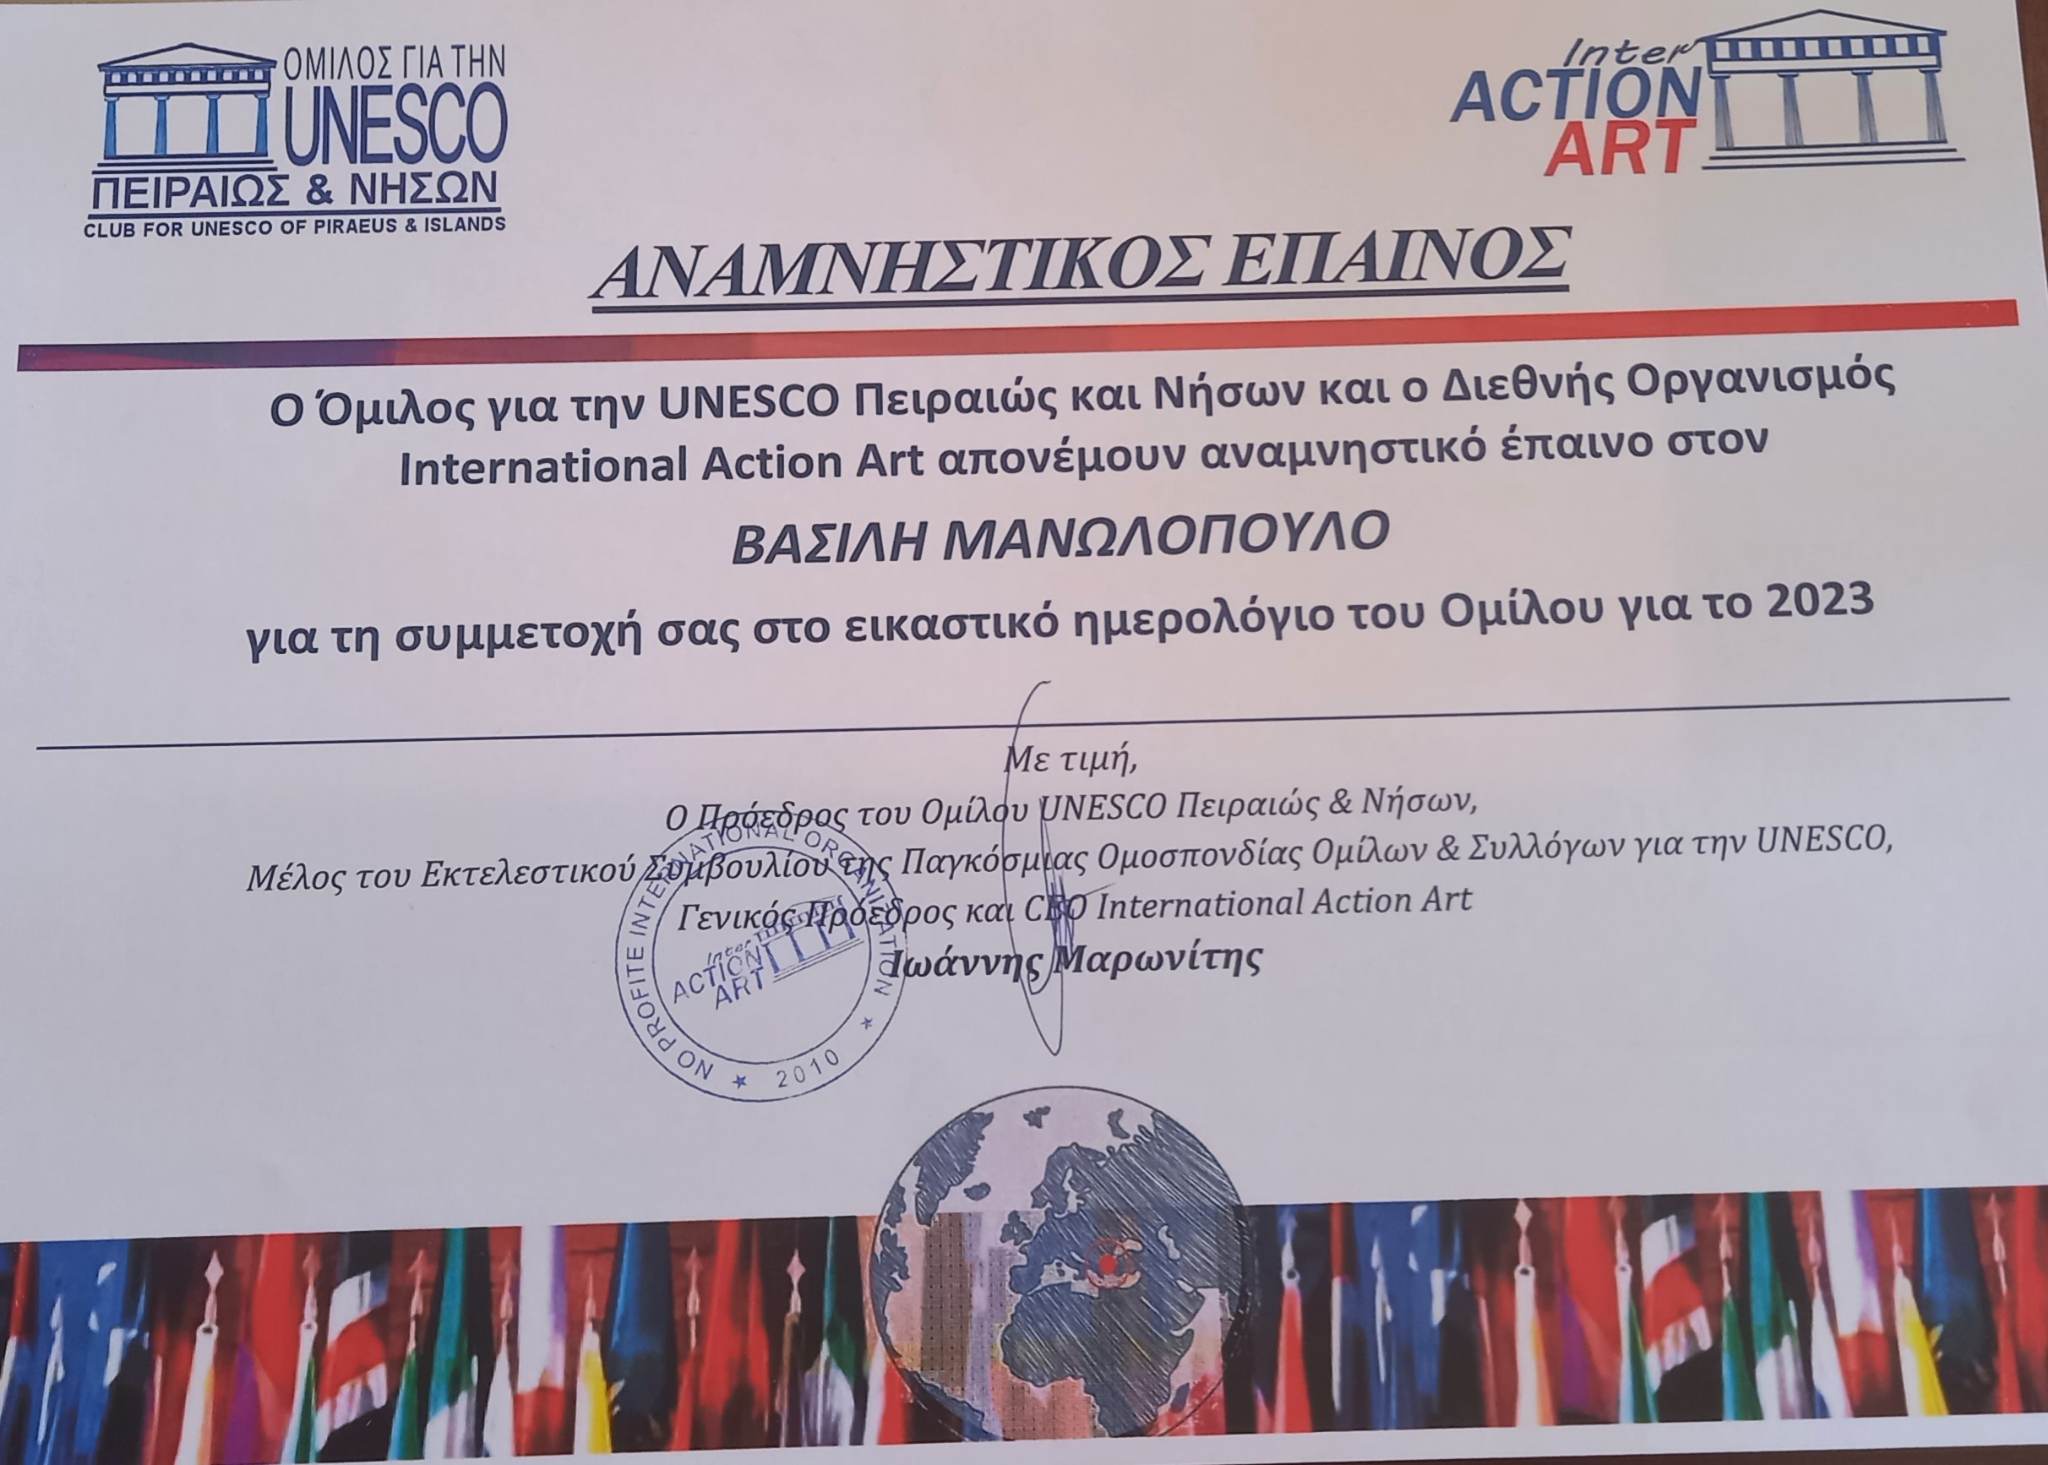 ΟΜΙΛΟΣ ΓΙΑ ΤΗΝ
UNESCO
ΠΕΙΡΑΙΩΣ & ΝΗΣΩΝ
CLUB FOR UNESCO OF PIRAEUS & ISLANDS
Inter
ACTION
ART
ΑΝΑΜΝΗΣΤΙΚΟΣ ΕΠΑΙΝΟΣ
Ο Όμιλος για την UNESCO Πειραιώς και Νήσων και ο Διεθνής Οργανισμός
International Action Art απονέμουν αναμνηστικό έπαινο στον
ΒΑΣΙΛΗ ΜΑΝΩΛΟΠΟΥΛΟ
για τη συμμετοχή σας στο εικαστικό ημερολόγιο του Ομίλου για το 2023
Με τιμή,
Ο Πρόεδρος του Ομίλου UNESCO Πειραιώς & Νήσων,
Μέλος του Εκτελεστικού Συμβουλίου της Παγκόσμιας Ομοσπονδίας Ομίλων & Συλλόγων για την UNESCO,
Γενικός Πρόεδρος και CEO International Action Art
Ιωάννης Μαρωνίτης
NO PROFITE INTERNATIONAL ORGANIZATION
Inter
ACTION
ART
2010